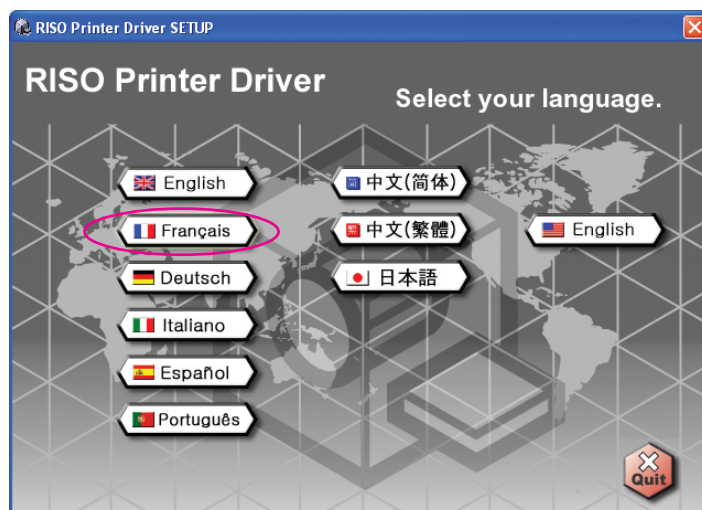 RISO Printer Driver SETUP
RISO Printer Driver
Select your language.
English
Français
Deutsch
Italiano
Español
Português
中文(简体)
中文(繁體)
日本語
English
Quit